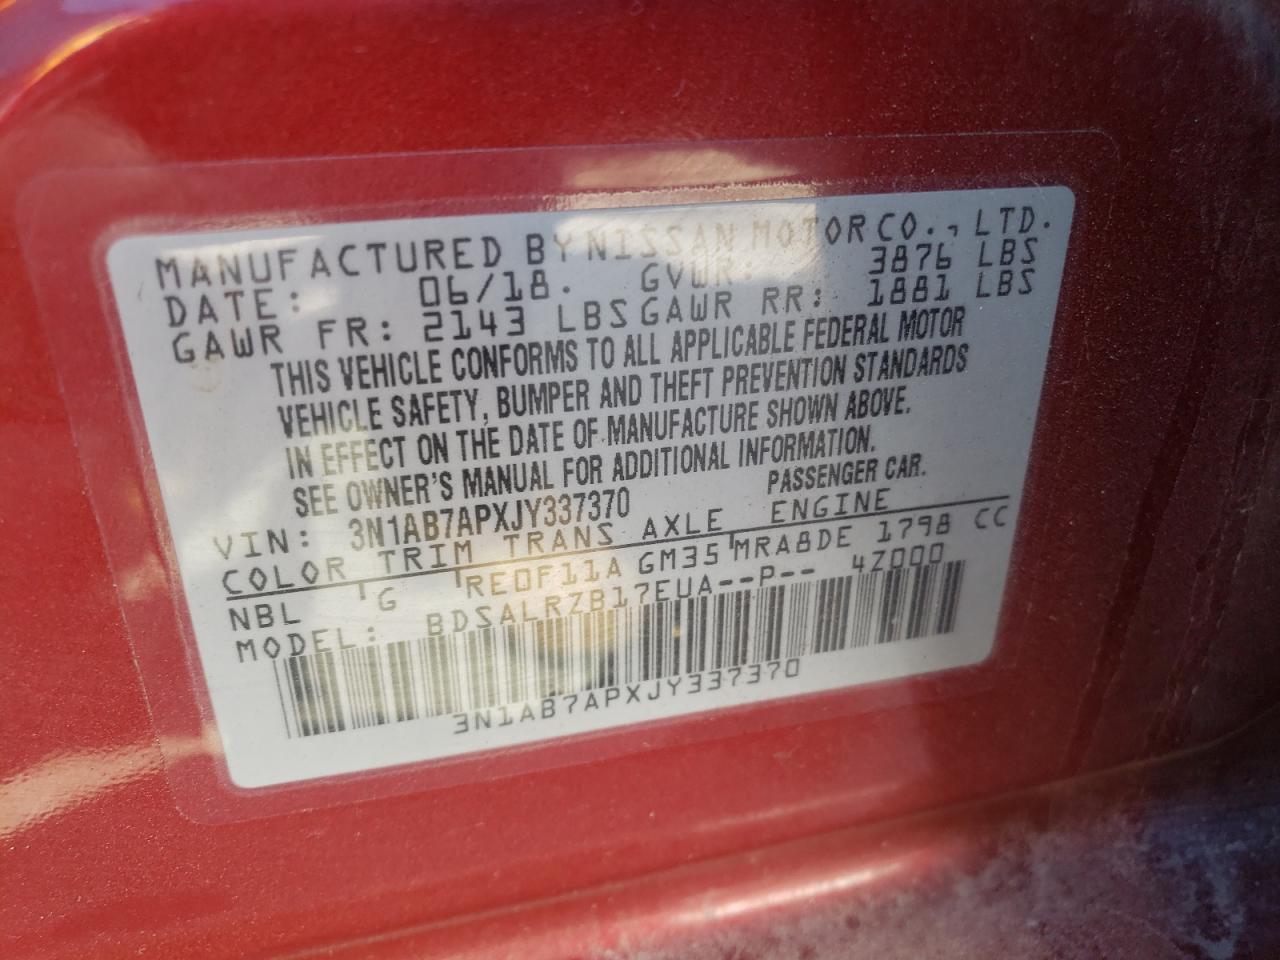 MANUFACTURED BY NISSAN MOTOR CO., LTD.
DATE: 06/18. GVWR: 3876 LBS
GAWR FR: 2143 LBS GAWR RR: 1881 LBS
THIS VEHICLE CONFORMS TO ALL APPLICABLE FEDERAL MOTOR
VEHICLE SAFETY, BUMPER AND THEFT PREVENTION STANDARDS
IN EFFECT ON THE DATE OF MANUFACTURE SHOWN ABOVE.
SEE OWNER'S MANUAL FOR ADDITIONAL INFORMATION.
PASSENGER CAR.
VIN: 3N1AB7APXJY337370
COLOR TRIM TRANS AXLE ENGINE
NBL G RE0F11A GM35 MRA8DE 1798 CC
MODEL: BDSALRZB17EUA--P-- 4Z000
3N1AB7APXJY337370